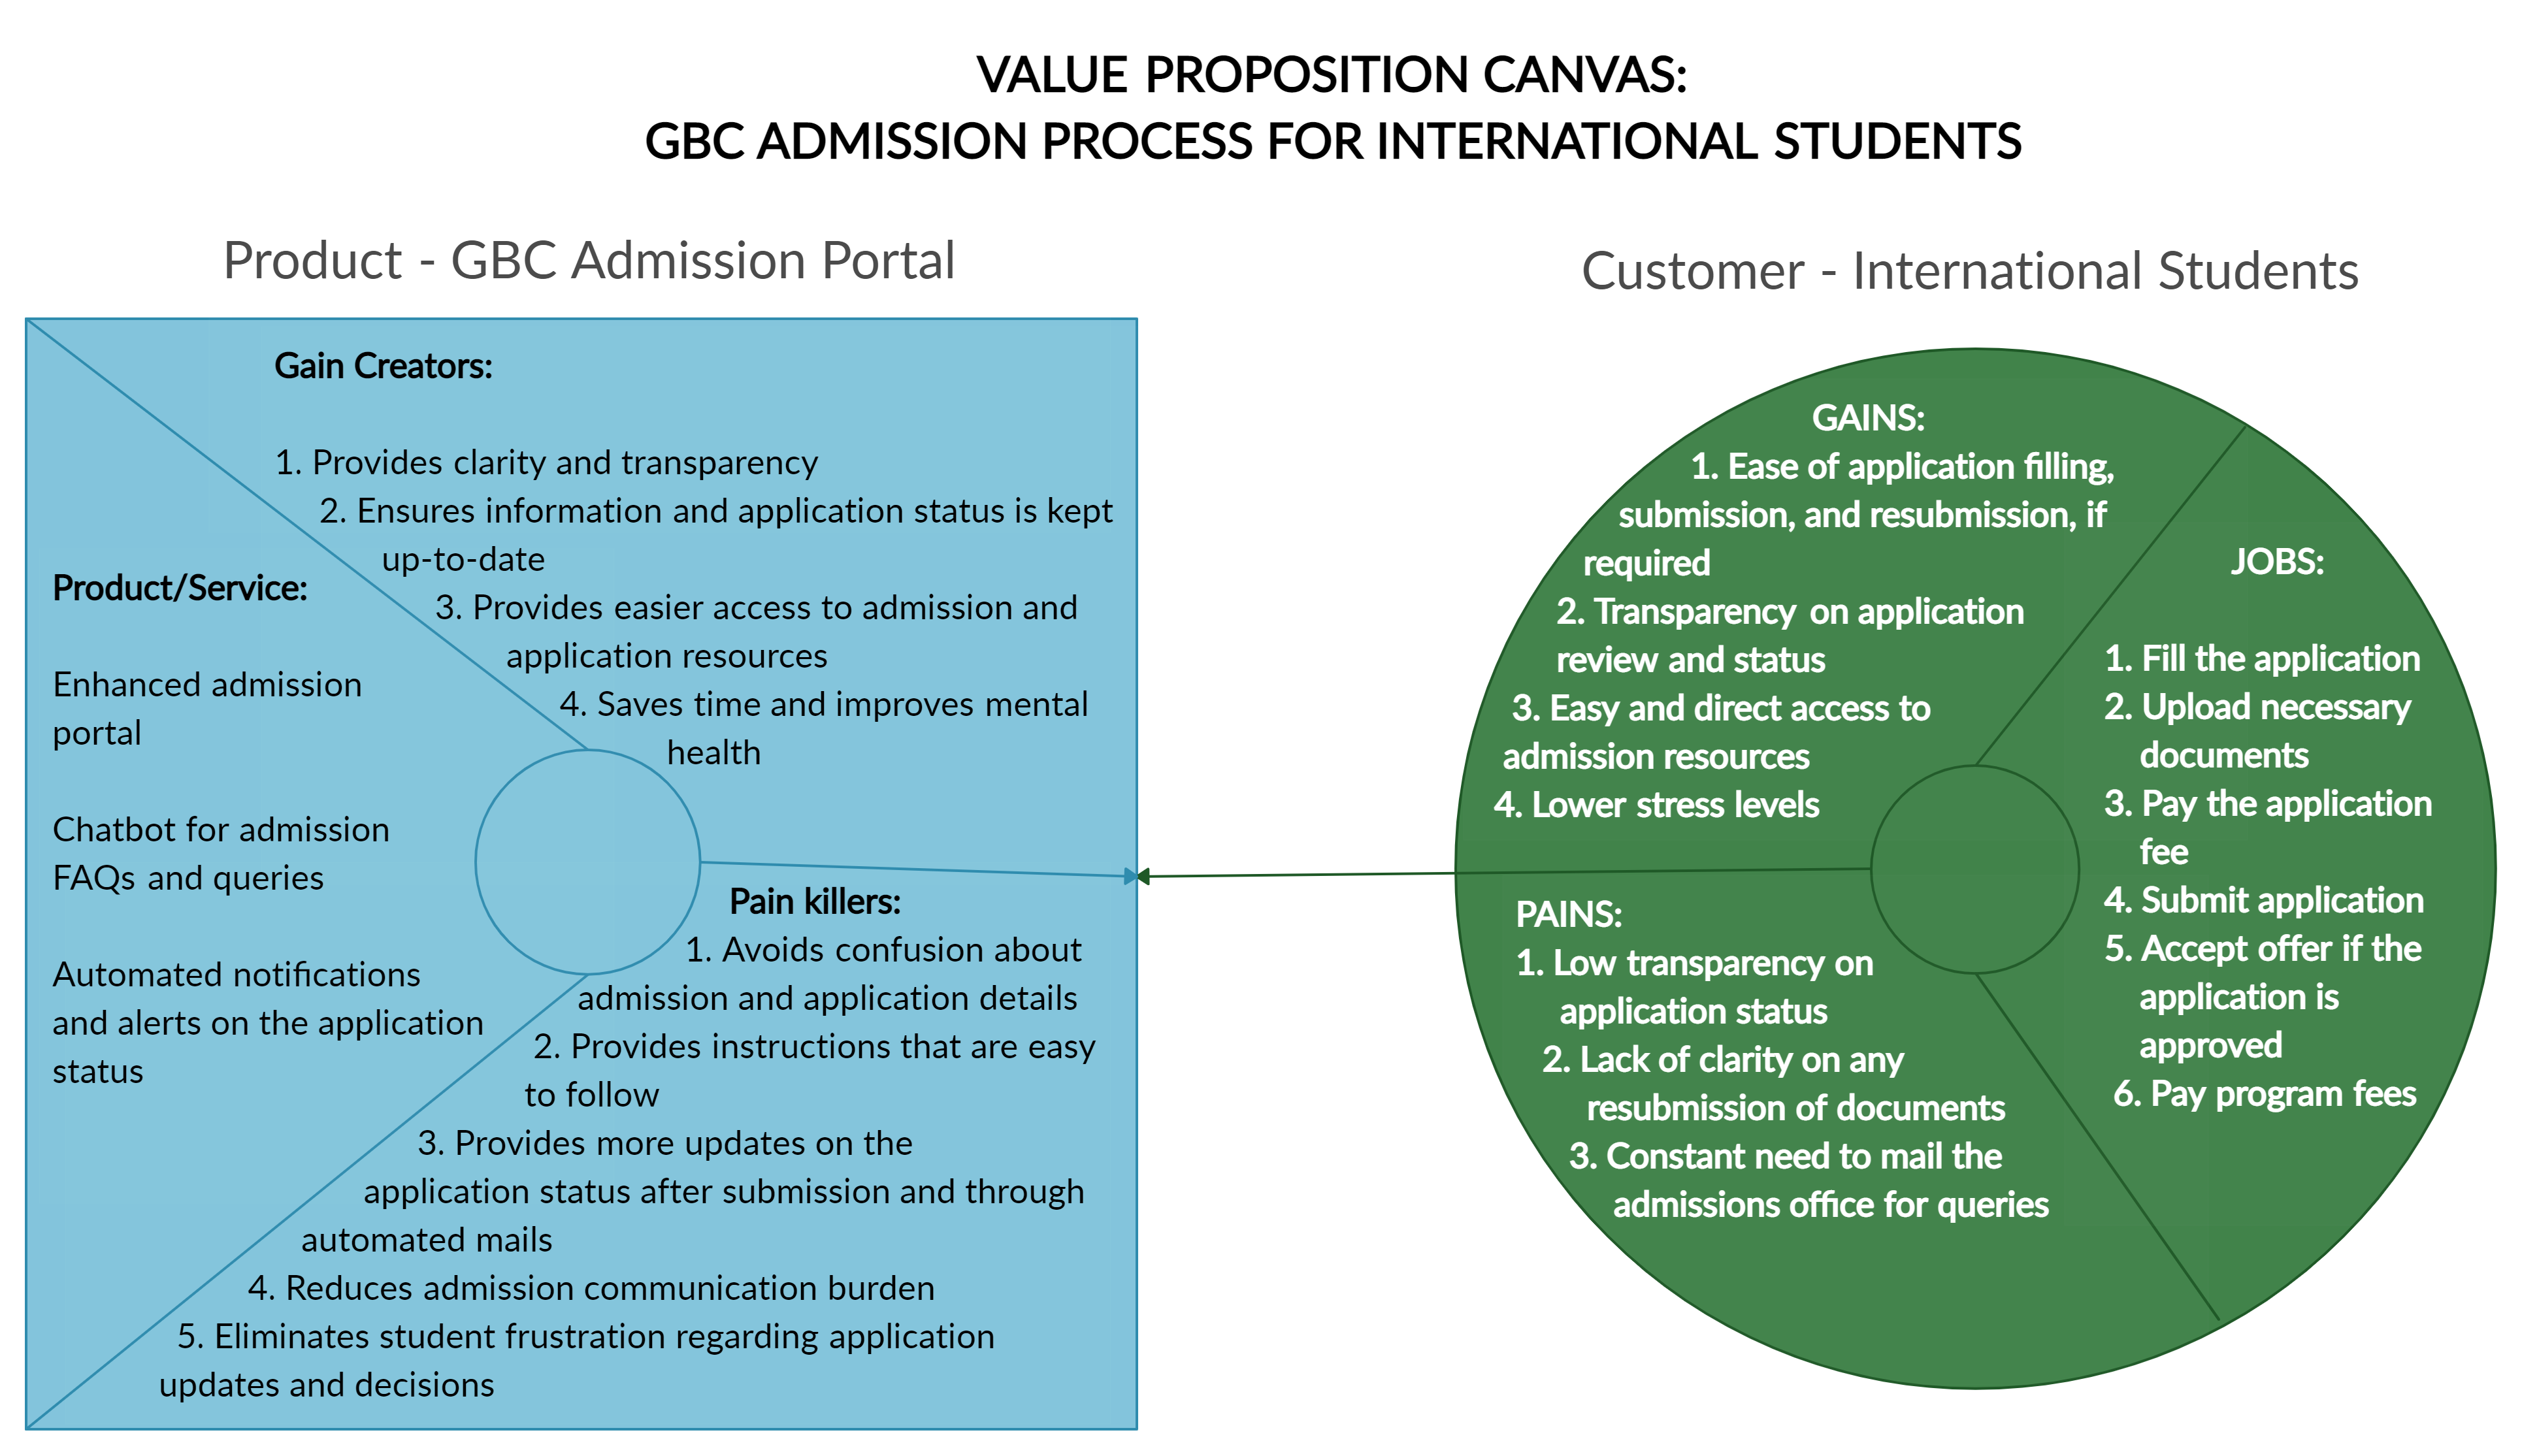 VALUE PROPOSITION CANVAS:
GBC ADMISSION PROCESS FOR INTERNATIONAL STUDENTS
Product - GBC Admission Portal
Gain Creators:
1. Provides clarity and transparency
2. Ensures information and application status is kept
up-to-date
3. Provides easier access to admission and
application resources
4. Saves time and improves mental
health
Product/Service:
Enhanced admission
portal
Chatbot for admission
FAQs and queries
Automated notifications
and alerts on the application
status
Pain killers:
1. Avoids confusion about
admission and application details
2. Provides instructions that are easy
to follow
3. Provides more updates on the
application status after submission and through
automated mails
4. Reduces admission communication burden
5. Eliminates student frustration regarding application
updates and decisions
Customer - International Students
GAINS:
1. Ease of application filling,
submission, and resubmission, if
required
2. Transparency on application
review and status
3. Easy and direct access to
admission resources
4. Lower stress levels
PAINS:
1. Low transparency on
application status
2. Lack of clarity on any
resubmission of documents
3. Constant need to mail the
admissions office for queries
JOBS:
1. Fill the application
2. Upload necessary
documents
3. Pay the application
fee
4. Submit application
5. Accept offer if the
application is
approved
6. Pay program fees